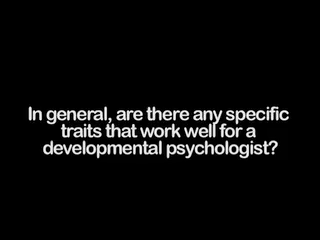 In general, are there any specific
traits that work well for a
developmental psychologist?